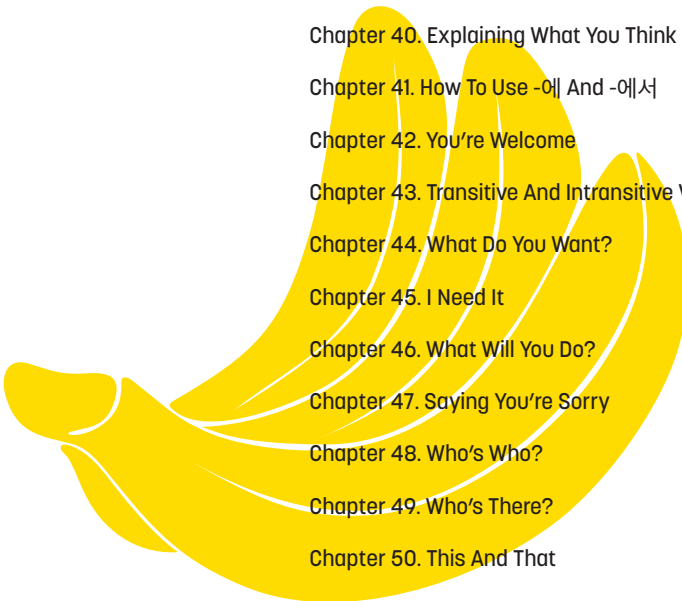 Chapter 40. Explaining What You Think
Chapter 41. How To Use -에 And -에서
Chapter 42. You're Welcome
Chapter 43. Transitive And Intransitive
Chapter 44. What Do You Want?
Chapter 45. I Need It
Chapter 46. What Will You Do?
Chapter 47. Saying You're Sorry
Chapter 48. Who's Who?
Chapter 49. Who's There?
Chapter 50. This And That